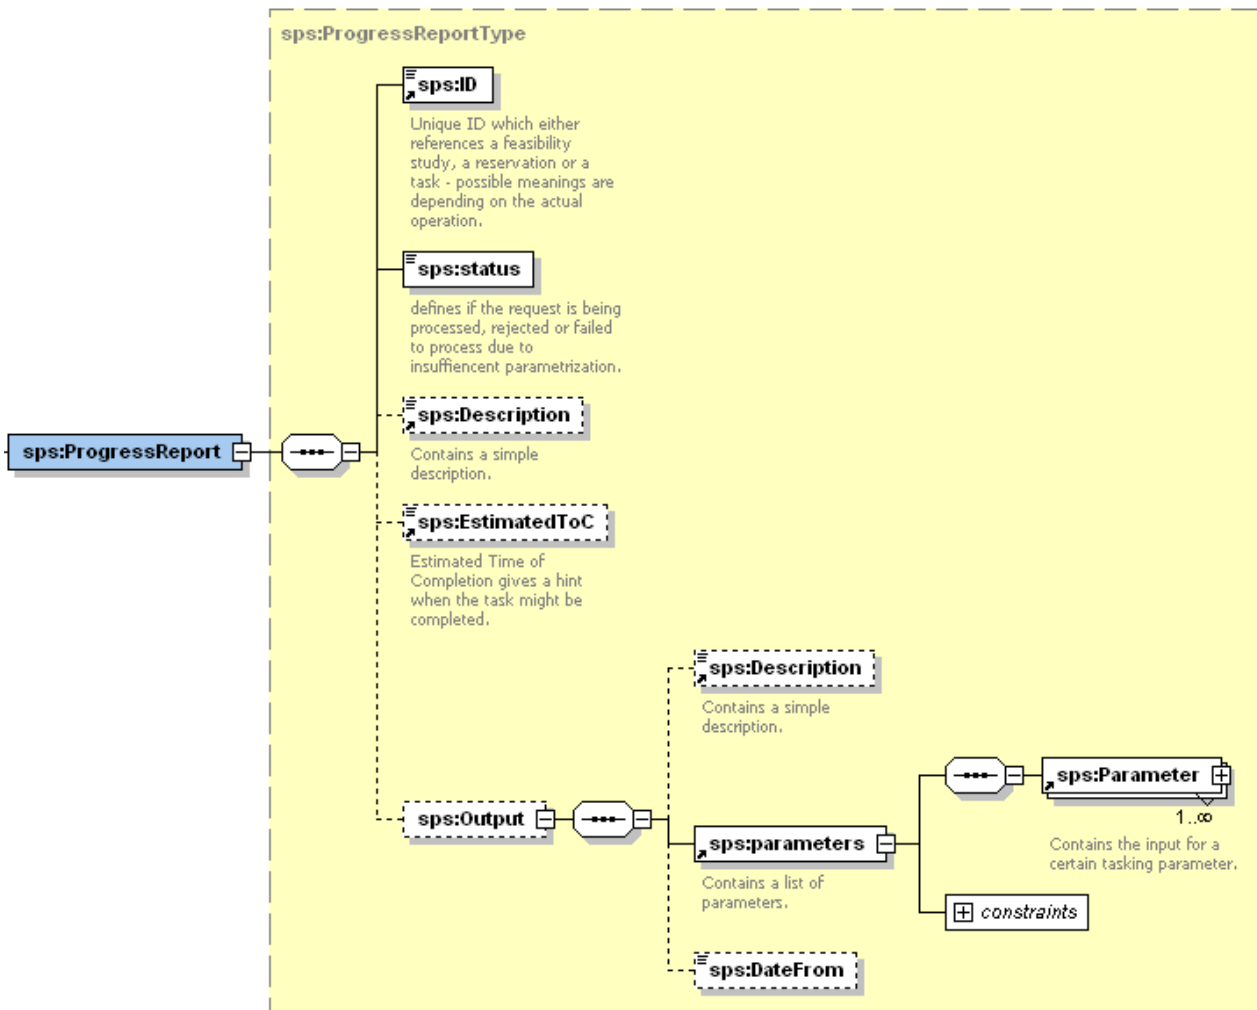 sps:ProgressReportType
sps:ID
Unique ID which either
references a feasibility
study, a reservation or a
task - possible meanings are
depending on the actual
operation.
sps:status
defines if the request is being
processed, rejected or failed
to process due to
insuffiencent parametrization.
sps:Description
Contains a simple
description.
sps:ProgressReport
sps:EstimatedToC
Estimated Time of
Completion gives a hint
when the task might be
completed.
sps:Description
Contains a simple
description.
sps:Parameter
1..∞
Contains the input for a
certain tasking parameter.
sps:Output
sps:parameters
Contains a list of
parameters.
constraints
sps:DateFrom